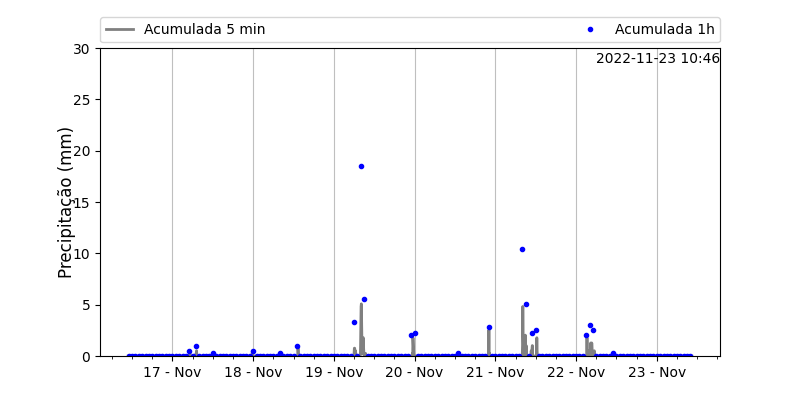 Acumulada 5 min
Acumulada 1h
2022-11-23 10:46
Precipitação (mm)
30
25
20
15
10
5
0
17 - Nov
18 - Nov
19 - Nov
20 - Nov
21 - Nov
22 - Nov
23 - Nov